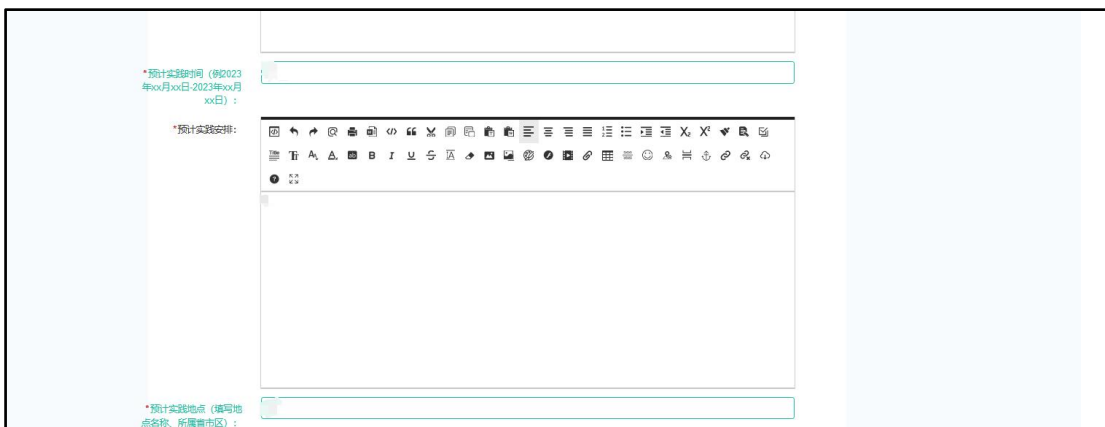 *预计实践时间（例2023
年xx月xx日-2023年xx月
xx日）：
*预计实践安排：
*预计实践地点（填写地
点名称、所属省市区）：